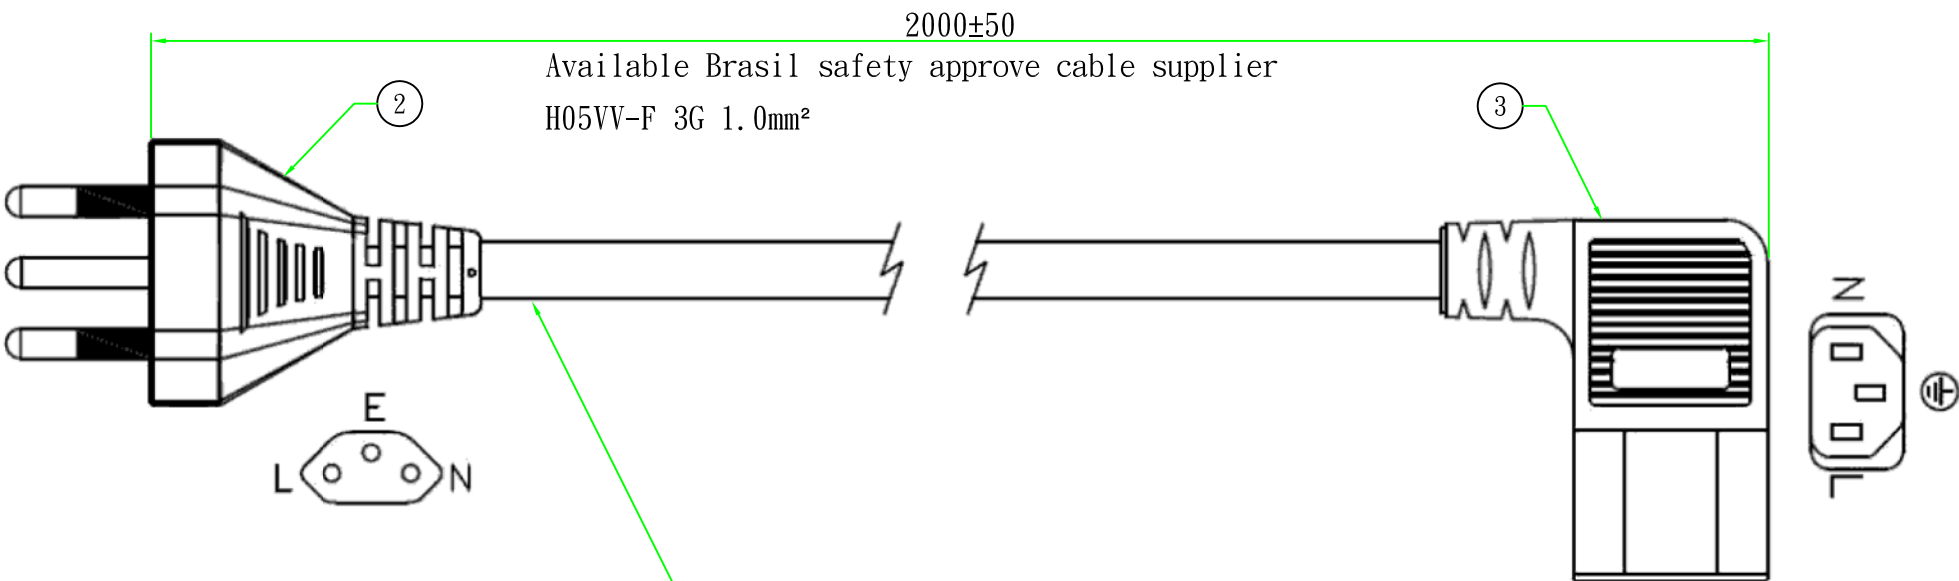 2000±50
Available Brasil safety approve cable supplier
2
3
H05VV-F 3G 1.0mm²
N
E
L
N
L